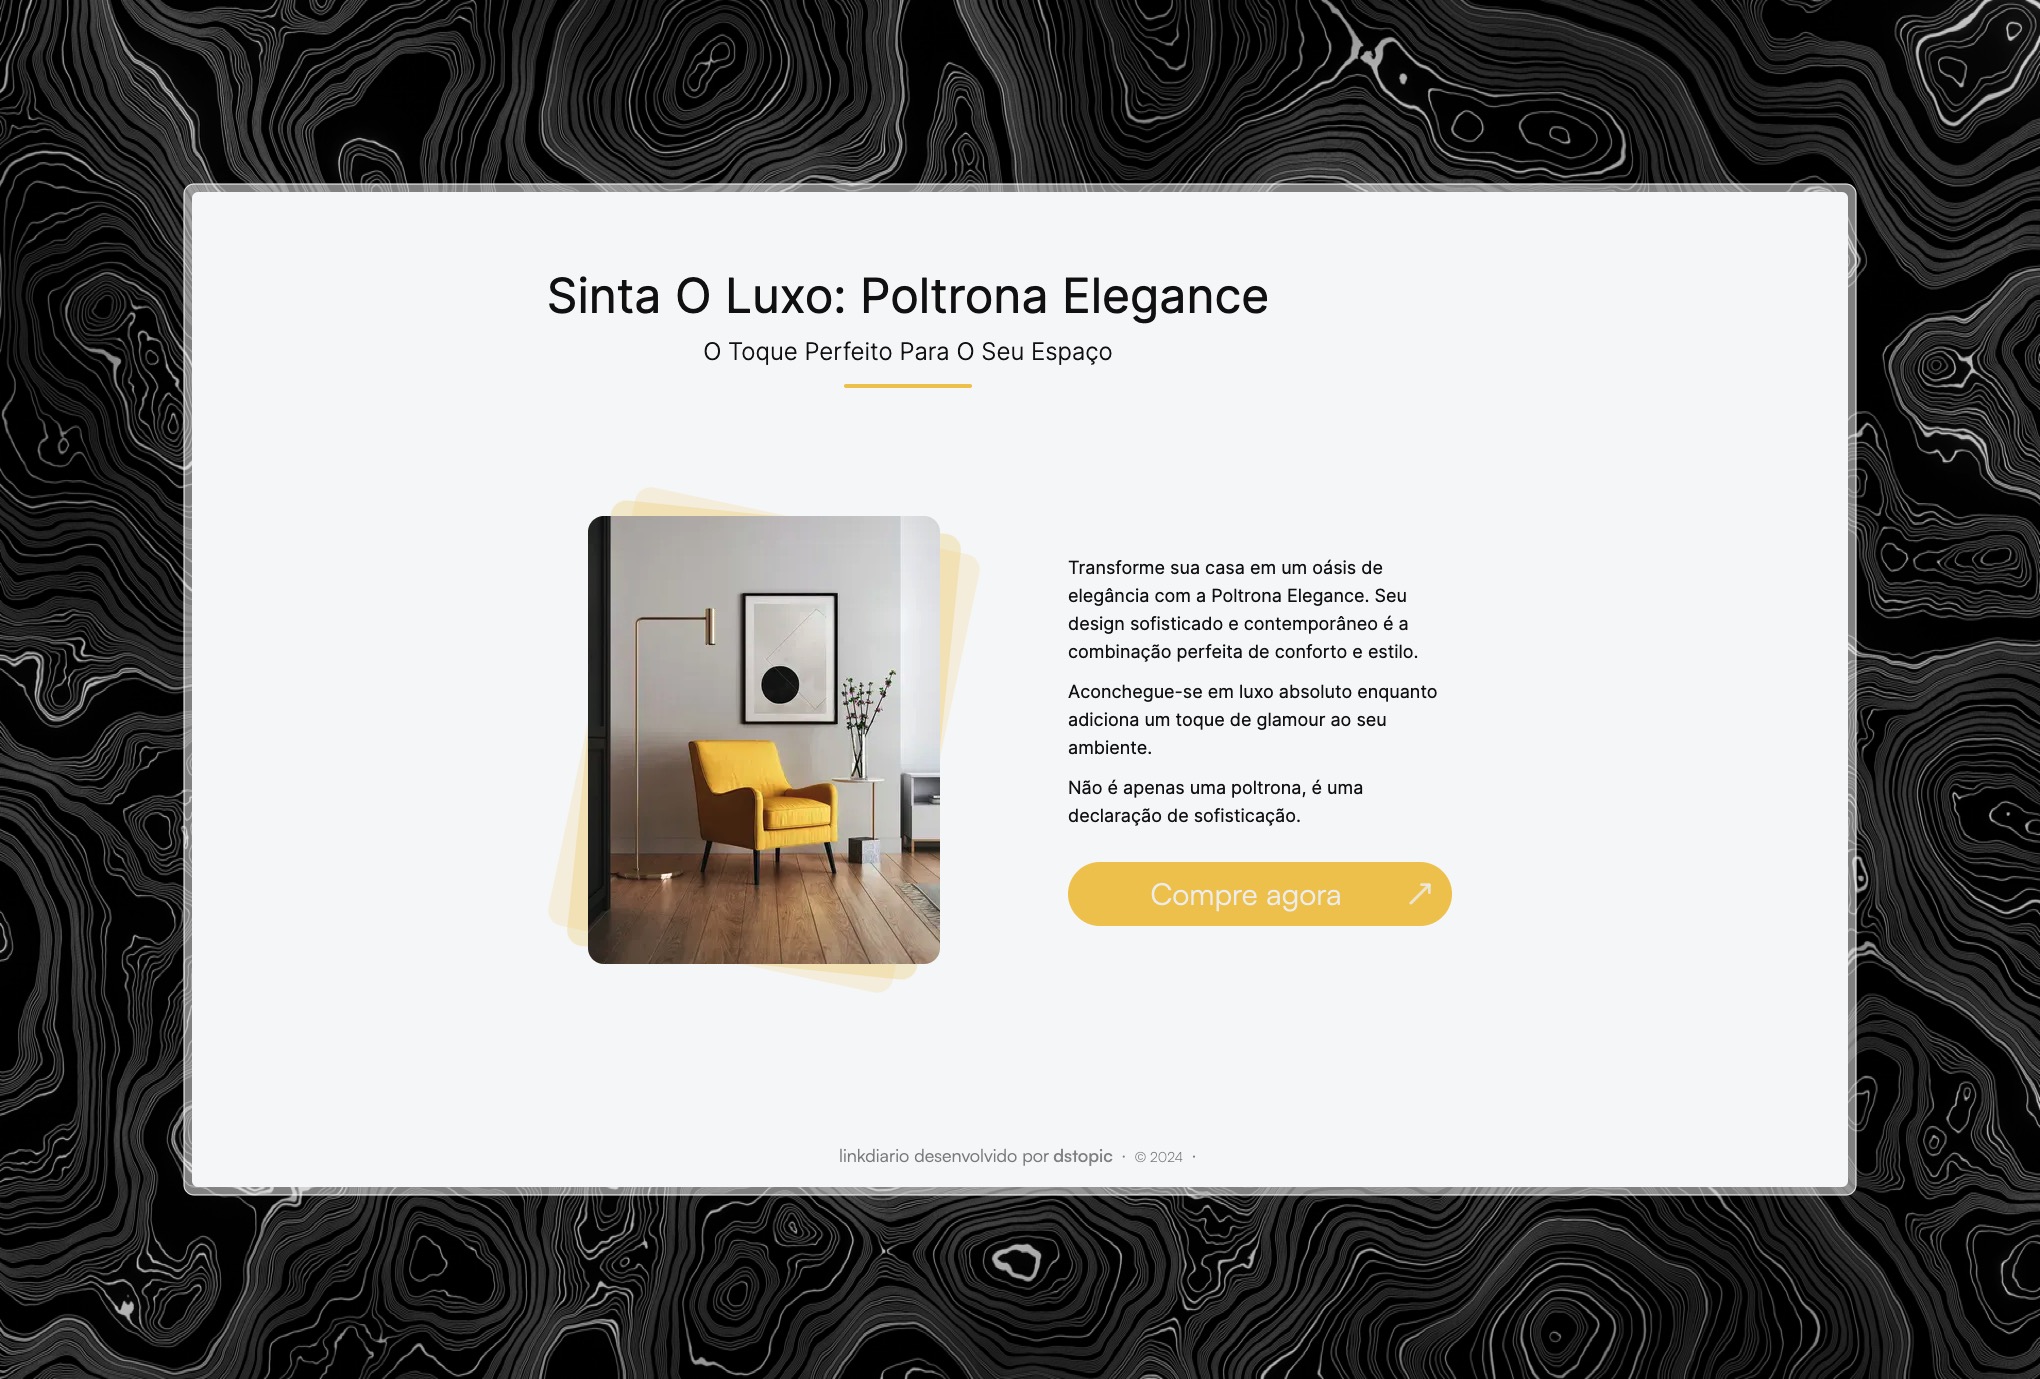 Sinta O Luxo: Poltrona Elegance
O Toque Perfeito Para O Seu Espaço
Transforme sua casa em um oásis de
elegância com a Poltrona Elegance. Seu
design sofisticado e contemporâneo é a
combinação perfeita de conforto e estilo.
Aconchegue-se em luxo absoluto enquanto
adiciona um toque de glamour ao seu
ambiente.
Não é apenas uma poltrona, é uma
declaração de sofisticação.
Compre agora
linkdiario desenvolvido por dstopic · © 2024 ·